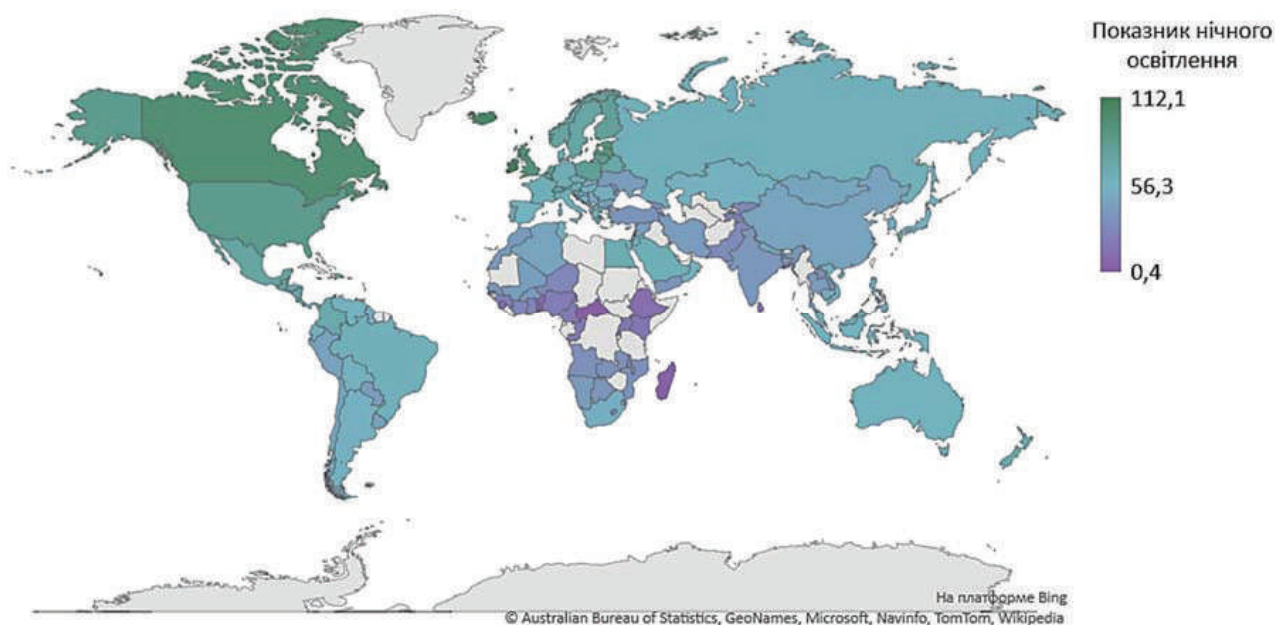 Показник нічного
освітлення
112,1
56,3
0,4
На платформе Bing
© Australian Bureau of Statistics, GeoNames, Microsoft, Navinfo, TomTom, Wikipedia